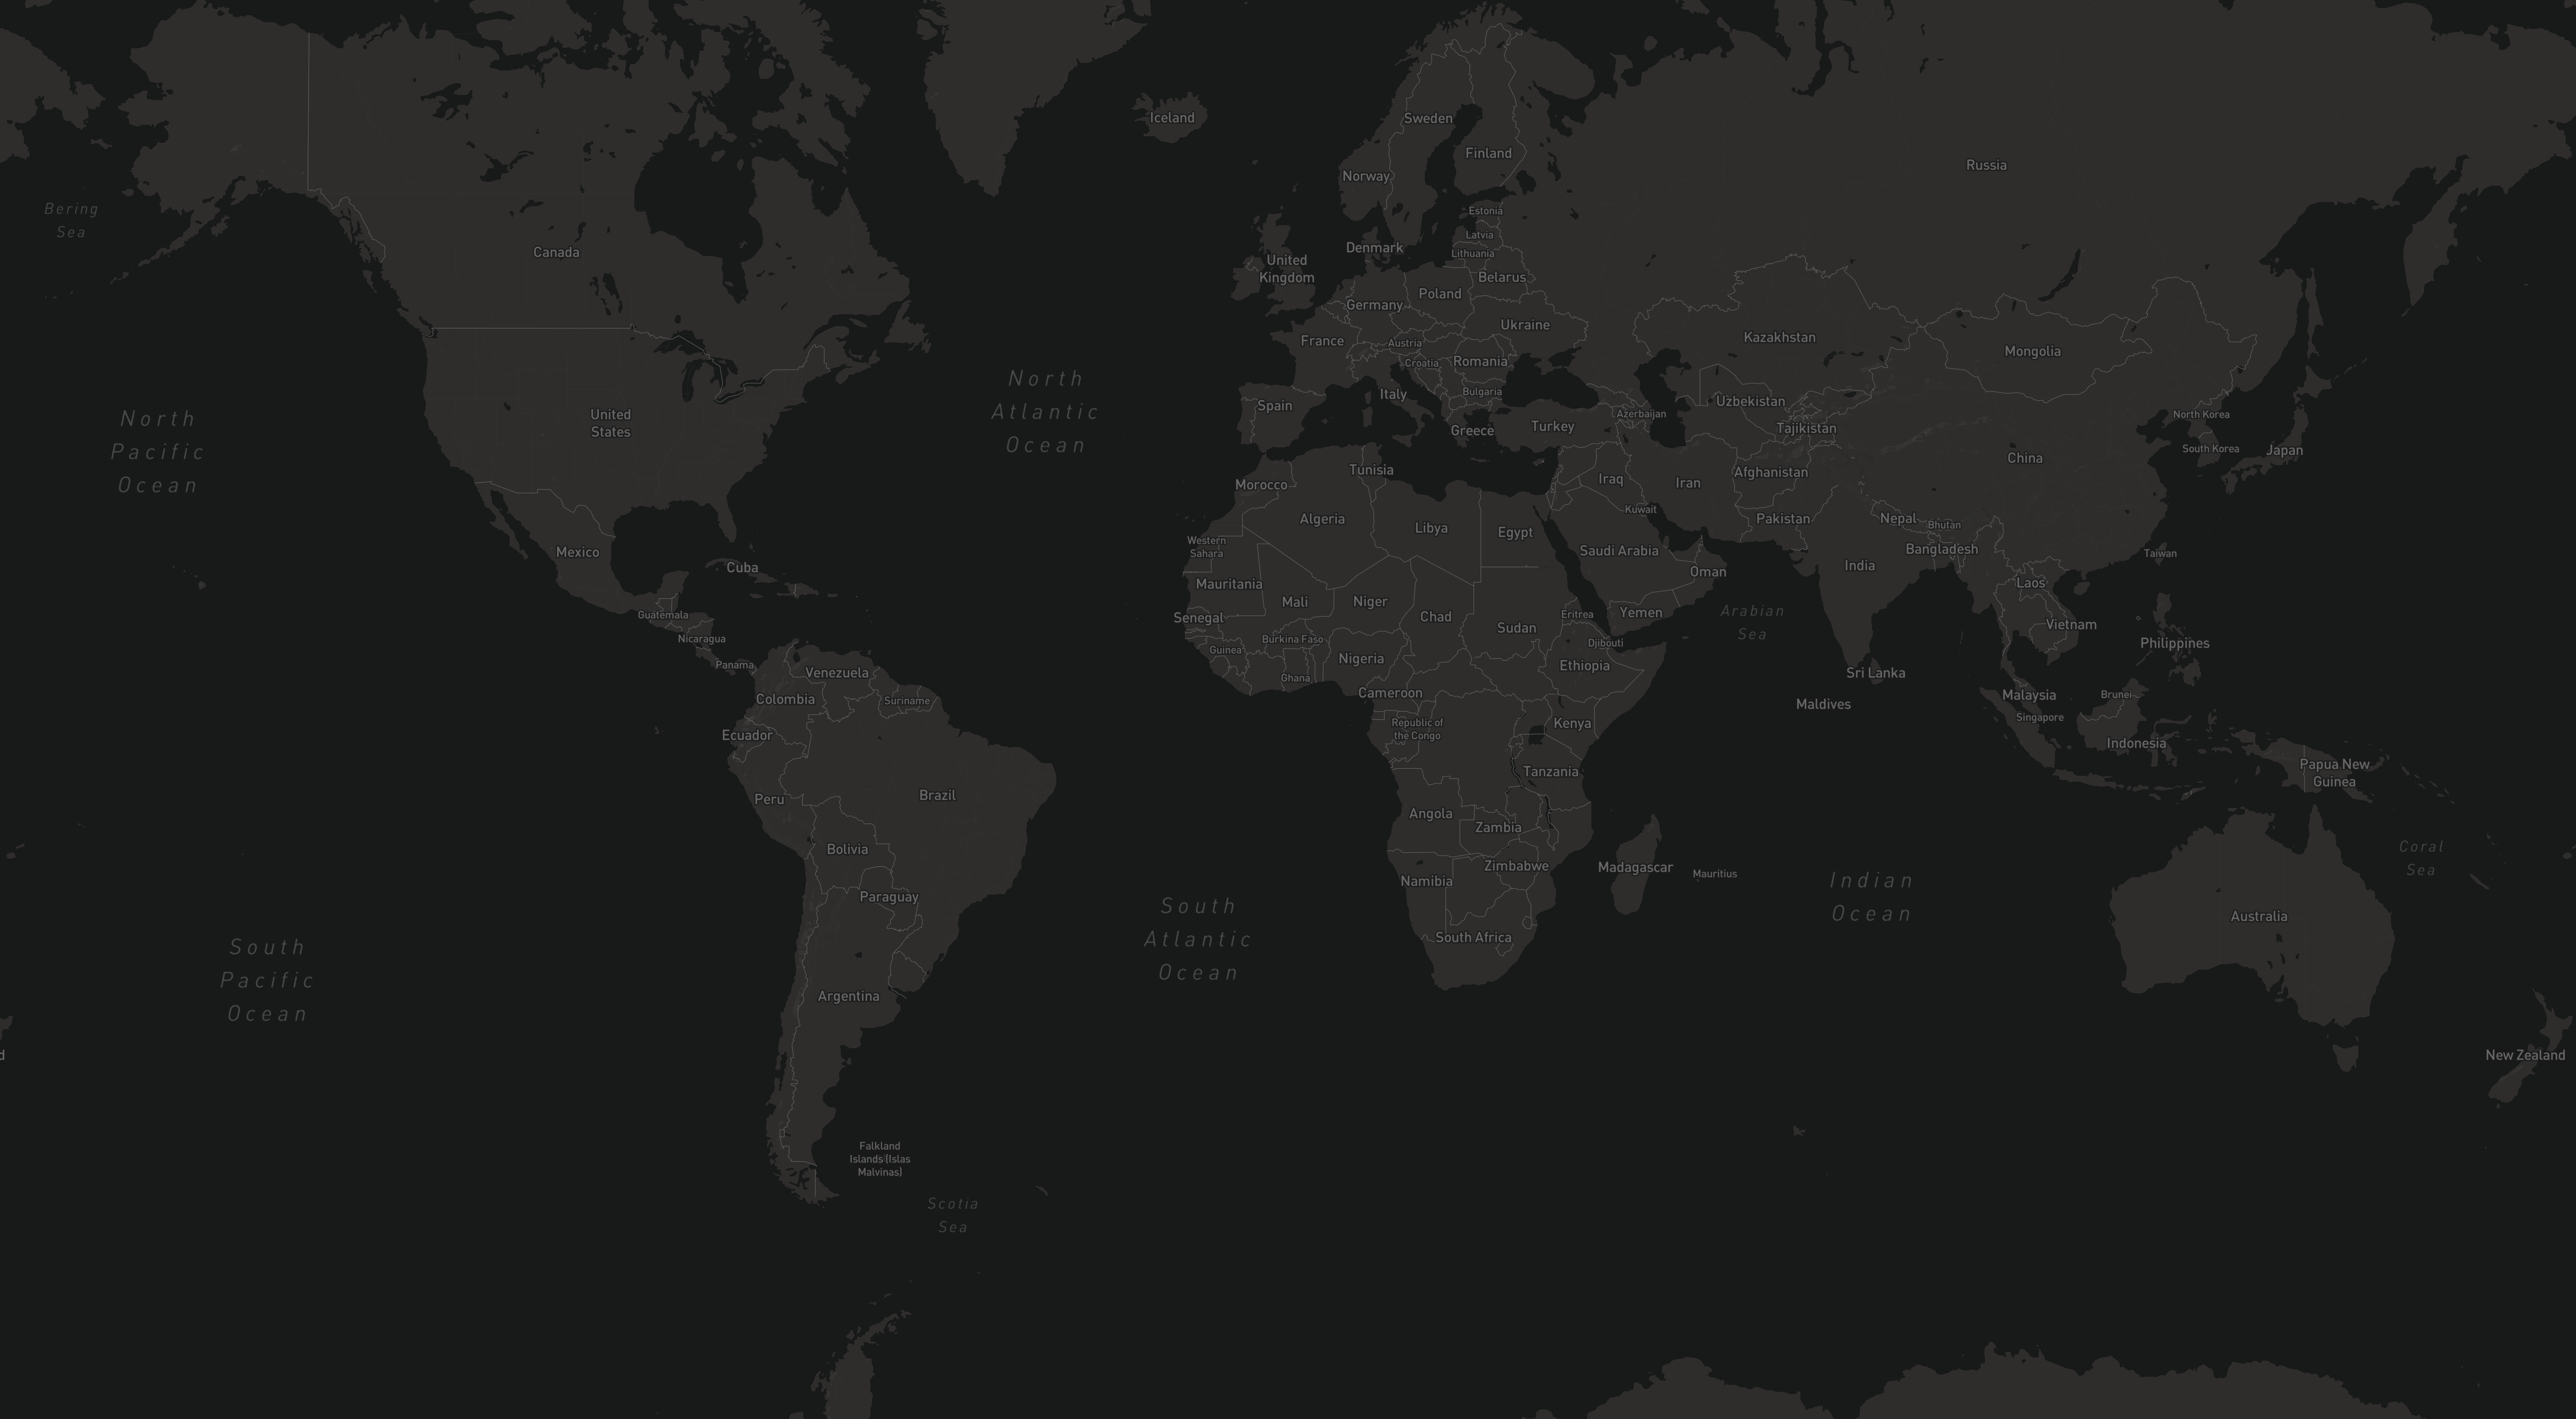 Iceland
Sweden
Finland
Russia
Norway
Bering
Sea
Estonia
Latvia
Denmark
Lithuania
Canada
United
Kingdom
Belarus
Poland
Germany
Ukraine
France
Austria
Kazakhstan
Mongolia
Croatia
Romania
North
Atlantic
Ocean
Italy
Bulgaria
Spain
Uzbekistan
Azerbaijan
North Korea
United
States
North
Pacific
Ocean
Greece
Turkey
Tajikistan
South Korea
Japan
China
Tunisia
Afghanistan
Morocco
Iraq
Iran
Kuwait
Algeria
Libya
Egypt
Pakistan
Nepal
Bhutan
Western
Sahara
Saudi Arabia
Bangladesh
Taiwan
Mexico
Cuba
India
Oman
Mauritania
Laos
Mali
Niger
Guatemala
Senegal
Chad
Eritrea
Yemen
Arabian
Sea
Sudan
Vietnam
Nicaragua
Burkina Faso
Djibouti
Philippines
Guinea
Nigeria
Panama
Ethiopia
Venezuela
Ghana
Sri Lanka
Colombia
Suriname
Cameroon
Maldives
Malaysia
Brunei
Singapore
Republic of
the Congo
Kenya
Ecuador
Indonesia
Tanzania
Papua New
Guinea
Peru
Brazil
Angola
Zambia
Bolivia
Coral
Sea
Zimbabwe
Madagascar
Mauritius
Namibia
Indian
Ocean
Paraguay
South
Atlantic
Ocean
Australia
South Africa
South
Pacific
Ocean
Argentina
d
New Zealand
Falkland
Islands (Islas
Malvinas)
Scotia
Sea